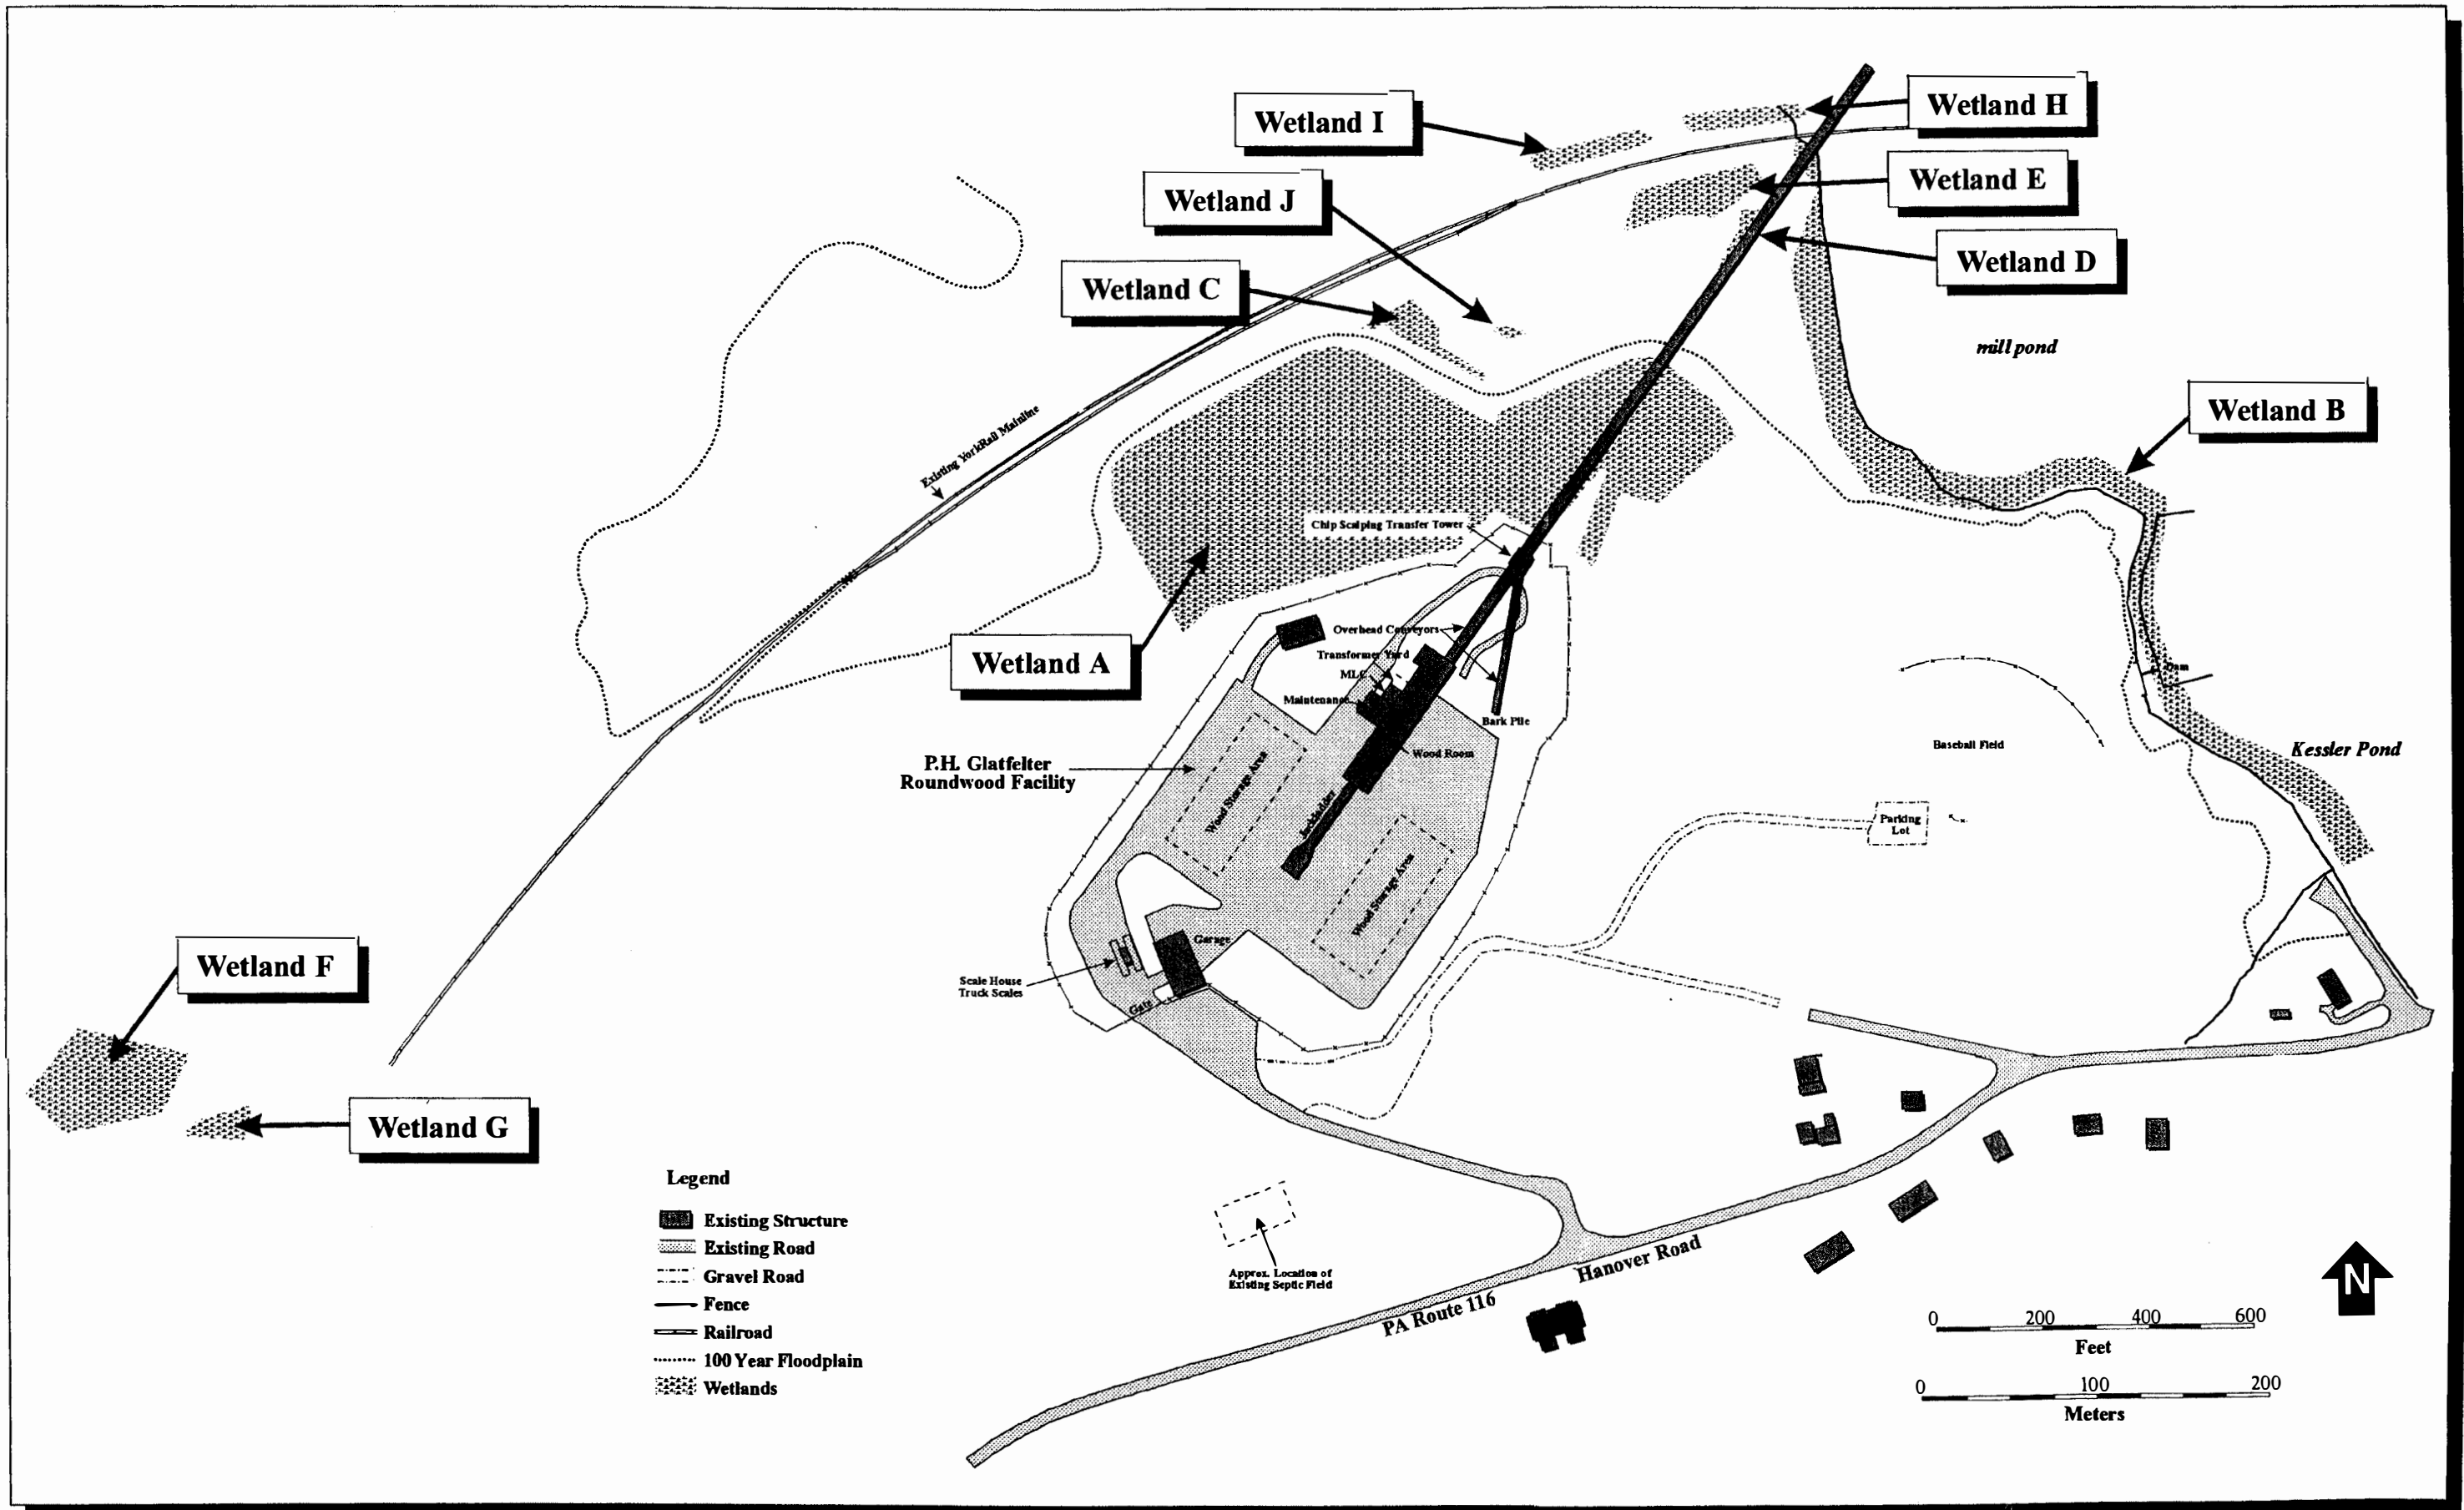 Wetland H
Wetland I
Wetland E
Wetland J
Wetland D
Wetland C
mill pond
Wetland B
Existing YorkRail Mainline
Chip Scalping Transfer Tower
Overhead Conveyors
Transformer Yard
MLC
Maintenance
Wetland A
Dam
Bark Pile
Wood Room
Baseball Field
Kessler Pond
P.H. Glatfelter
Roundwood Facility
Wood Storage Area
Jackladder
Parking
Lot
Wood Storage Area
Garage
Wetland F
Scale House
Truck Scales
Gate
Wetland G
Legend
Existing Structure
Existing Road
Gravel Road
Fence
Railroad
100 Year Floodplain
Wetlands
Approx. Location of
Existing Septic Field
Hanover Road
PA Route 116
N
0 200 400 600
Feet
0 100 200
Meters